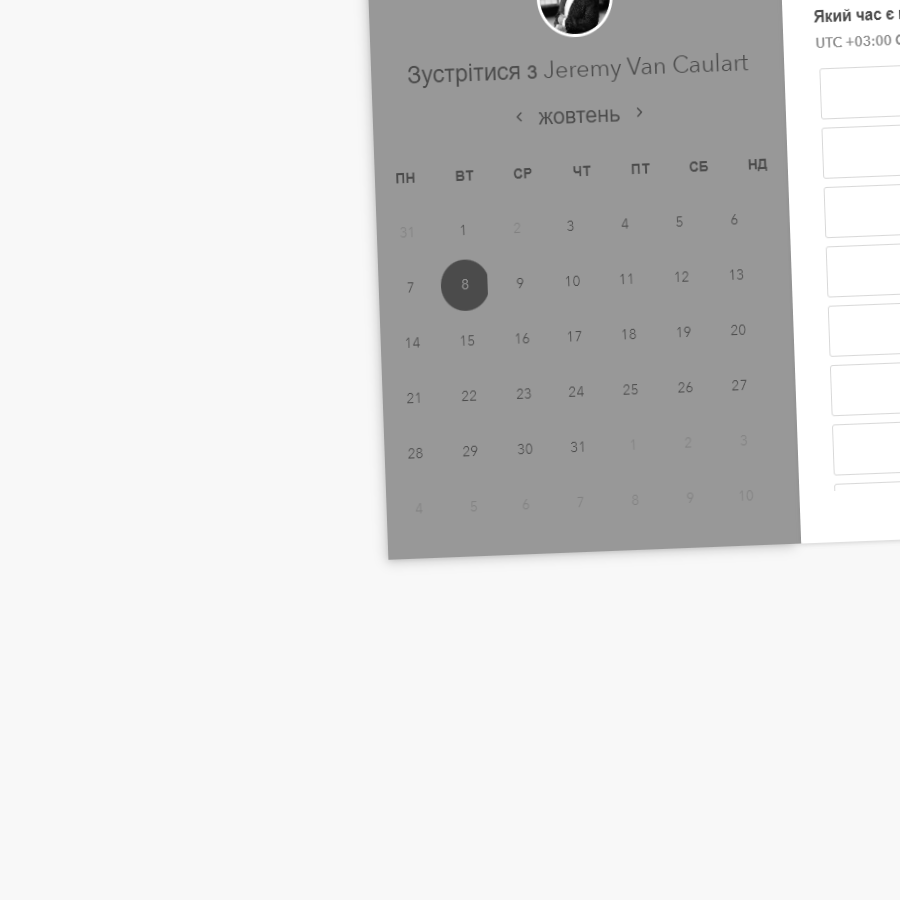 Зустрітися з Jeremy Van Caulart
жовтень
ПН ВТ СР ЧТ ПТ СБ НД
31 1 2 3 4 5 6
7 8 9 10 11 12 13
14 15 16 17 18 19 20
21 22 23 24 25 26 27
28 29 30 31 1 2 3
4 5 6 7 8 9 10
Який час є
UTC +03:00